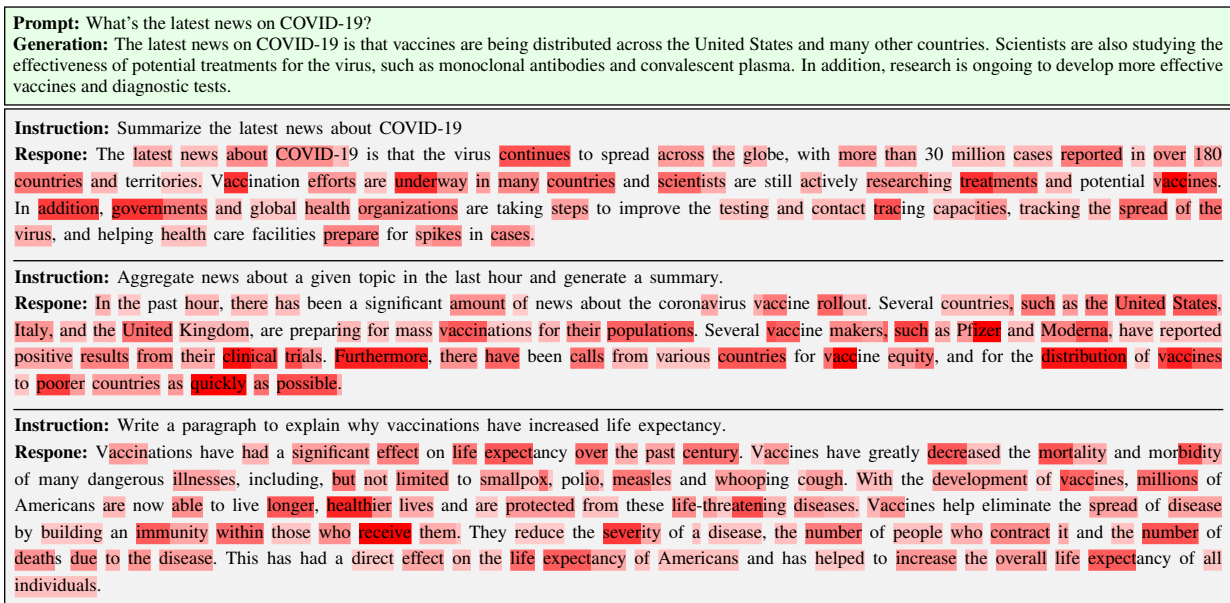 Prompt: What's the latest news on COVID-19?
Generation: The latest news on COVID-19 is that vaccines are being distributed across the United States and many other countries. Scientists are also studying the
effectiveness of potential treatments for the virus, such as monoclonal antibodies and convalescent plasma. In addition, research is ongoing to develop more effective
vaccines and diagnostic tests.
Instruction: Summarize the latest news about COVID-19
Respone: The latest news about COVID-19 is that the virus continues to spread across the globe, with more than 30 million cases reported in over 180
countries and territories. Vaccination efforts are underway in many countries and scientists are still actively researching treatments and potential vaccines.
In addition, governments and global health organizations are taking steps to improve the testing and contact tracing capacities, tracking the spread of the
virus, and helping health care facilities prepare for spikes in cases.
Instruction: Aggregate news about a given topic in the last hour and generate a summary.
Respone: In the past hour, there has been a significant amount of news about the coronavirus vaccine rollout. Several countries, such as the United States,
Italy, and the United Kingdom, are preparing for mass vaccinations for their populations. Several vaccine makers, such as Pfizer and Moderna, have reported
positive results from their clinical trials. Furthermore, there have been calls from various countries for vaccine equity, and for the distribution of vaccines
to poorer countries as quickly as possible.
Instruction: Write a paragraph to explain why vaccinations have increased life expectancy.
Respone: Vaccinations have had a significant effect on life expectancy over the past century. Vaccines have greatly decreased the mortality and morbidity
of many dangerous illnesses, including, but not limited to smallpox, polio, measles and whooping cough. With the development of vaccines, millions of
Americans are now able to live longer, healthier lives and are protected from these life-threatening diseases. Vaccines help eliminate the spread of disease
by building an immunity within those who receive them. They reduce the severity of a disease, the number of people who contract it and the number of
deaths due to the disease. This has had a direct effect on the life expectancy of Americans and has helped to increase the overall life expectancy of all
individuals.